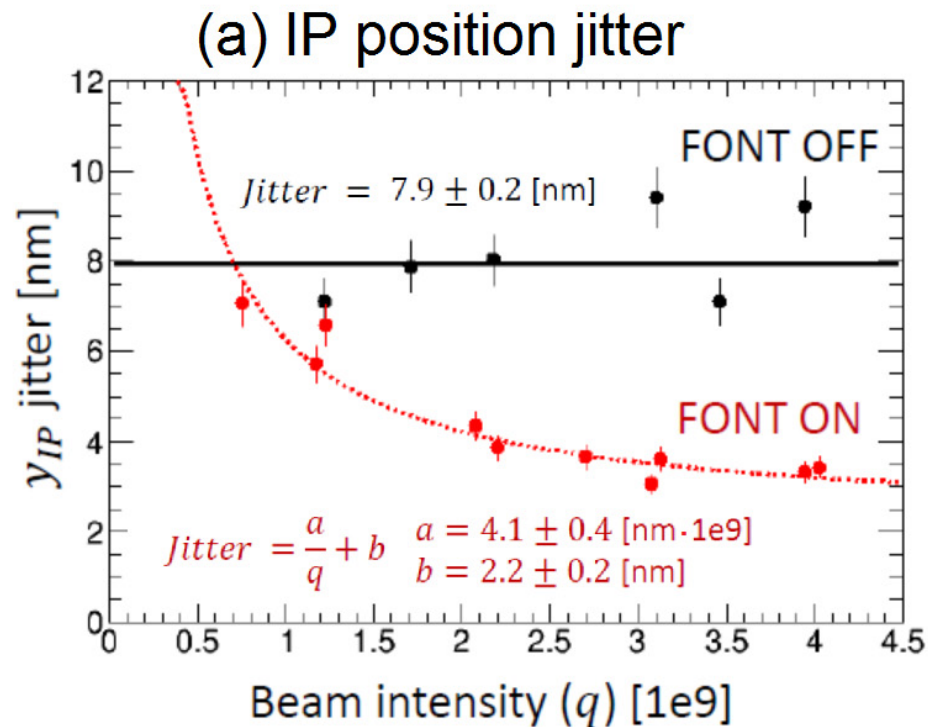 (a) IP position jitter
12
10
8
6
4
2
0
y_IP jitter [nm]
FONT OFF
Jitter = 7.9 ± 0.2 [nm]
FONT ON
Jitter = a/q + b
a = 4.1 ± 0.4 [nm·1e9]
b = 2.2 ± 0.2 [nm]
0 0.5 1 1.5 2 2.5 3 3.5 4 4.5
Beam intensity (q) [1e9]